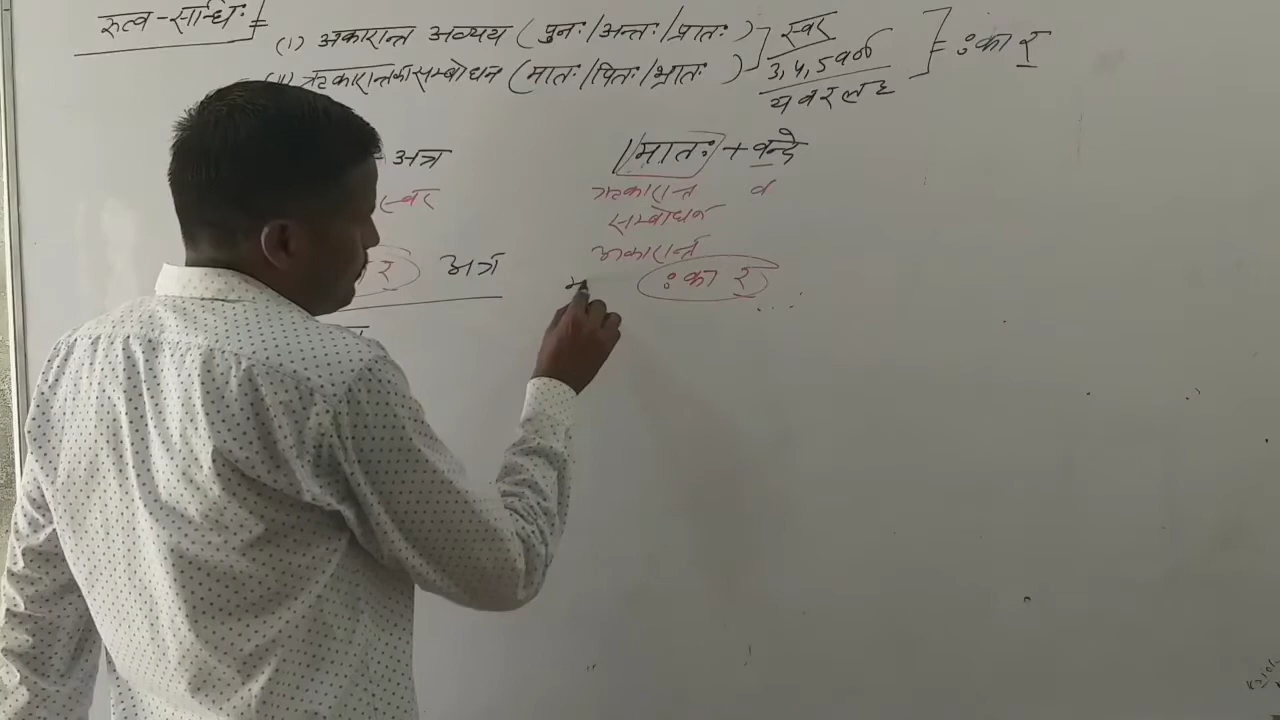 रुत्व-सन्धिः =
(i) अकारान्त अव्यय (पुनः/अन्तः/प्रातः) स्वर
(ii) ऋकारान्त का सम्बोधन (मातः/पितः/भ्रातः) 3, 4, 5 वर्ण = ः का र
य व र ल ह
अत्र |मातः + वन्दे
स्वर ऋकारान्त व
सम्बोधन
अकारान्त
र अत्र ः का र